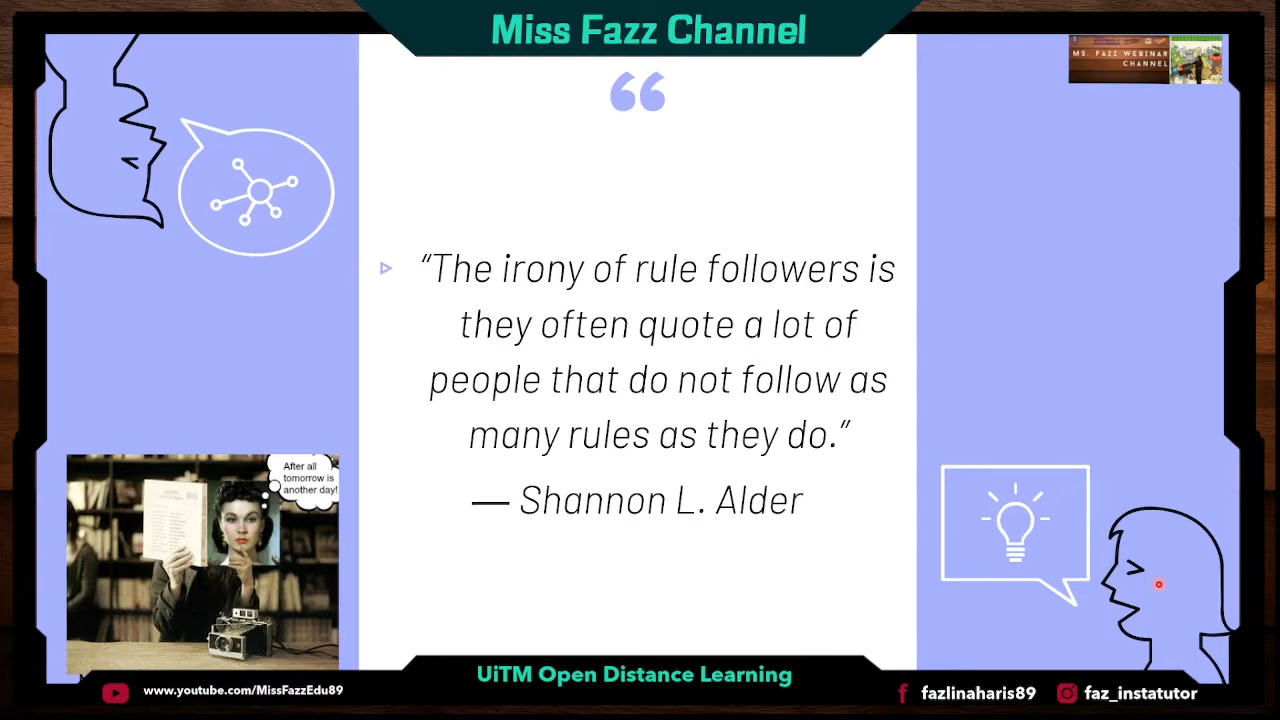 Miss Fazz Channel
MS. FAZZ WEBINAR
CHANNEL
“
“The irony of rule followers is
they often quote a lot of
people that do not follow as
many rules as they do.”
― Shannon L. Alder
After all
tomorrow is
another day!
UiTM Open Distance Learning
www.youtube.com/MissFazzEdu89
fazlinaharis89
faz_instatutor